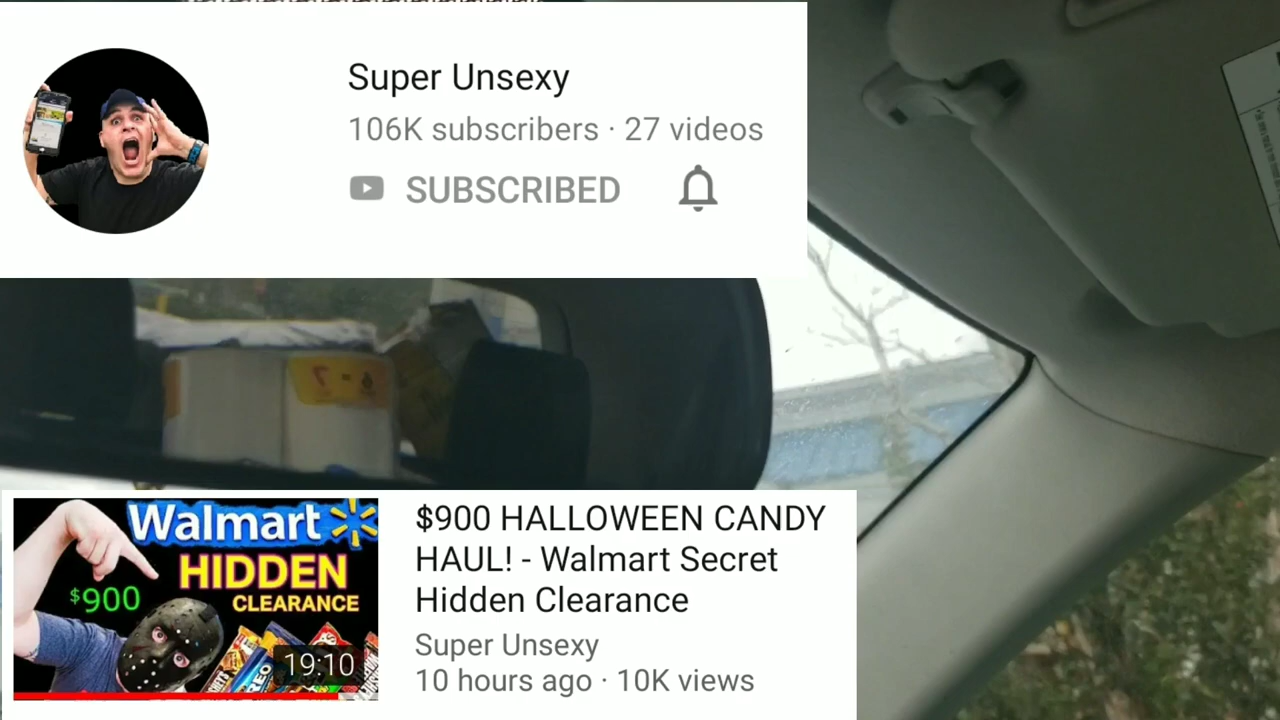 Super Unsexy
106K subscribers · 27 videos
SUBSCRIBED
Walmart
HIDDEN
$900
CLEARANCE
19:10
$900 HALLOWEEN CANDY
HAUL! - Walmart Secret
Hidden Clearance
Super Unsexy
10 hours ago · 10K views